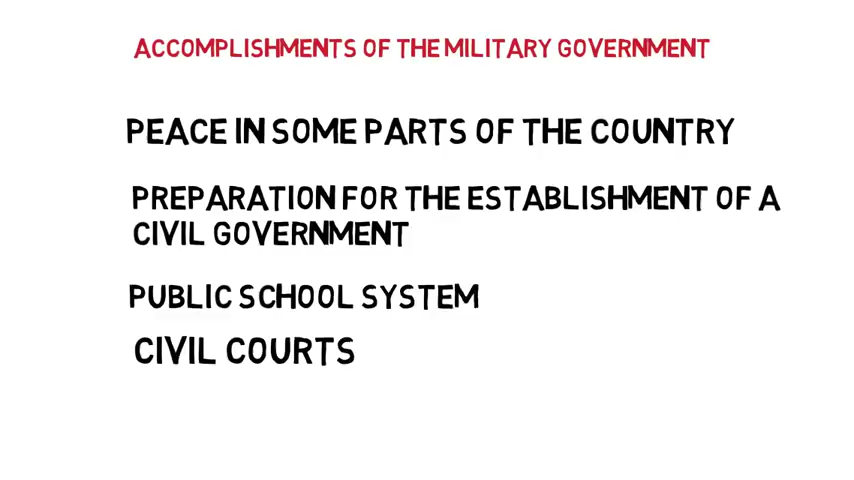 ACCOMPLISHMENTS OF THE MILITARY GOVERNMENT
PEACE IN SOME PARTS OF THE COUNTRY
PREPARATION FOR THE ESTABLISHMENT OF A
CIVIL GOVERNMENT
PUBLIC SCHOOL SYSTEM
CIVIL COURTS